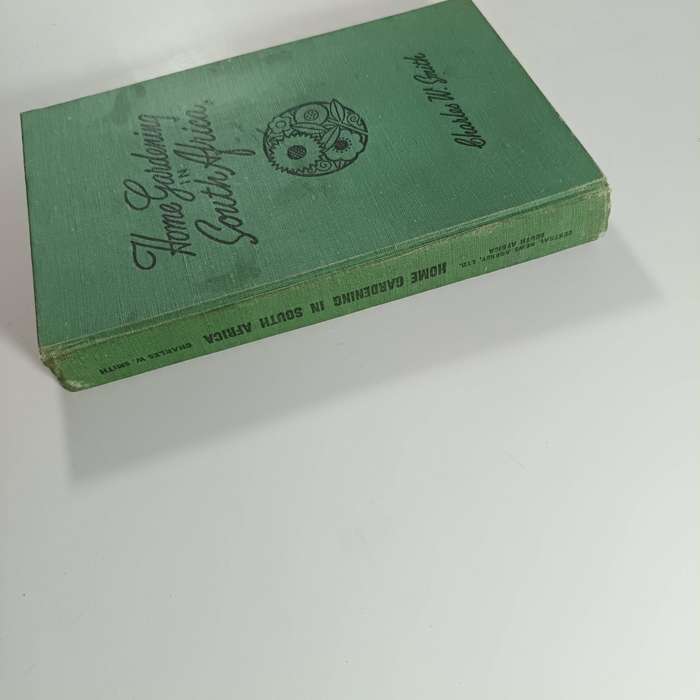 Home Gardening
IN
South Africa,
Charles W. Smith
CENTRAL NEWS AGENCY, LTD.
SOUTH AFRICA
HOME GARDENING IN SOUTH AFRICA
CHARLES W. SMITH